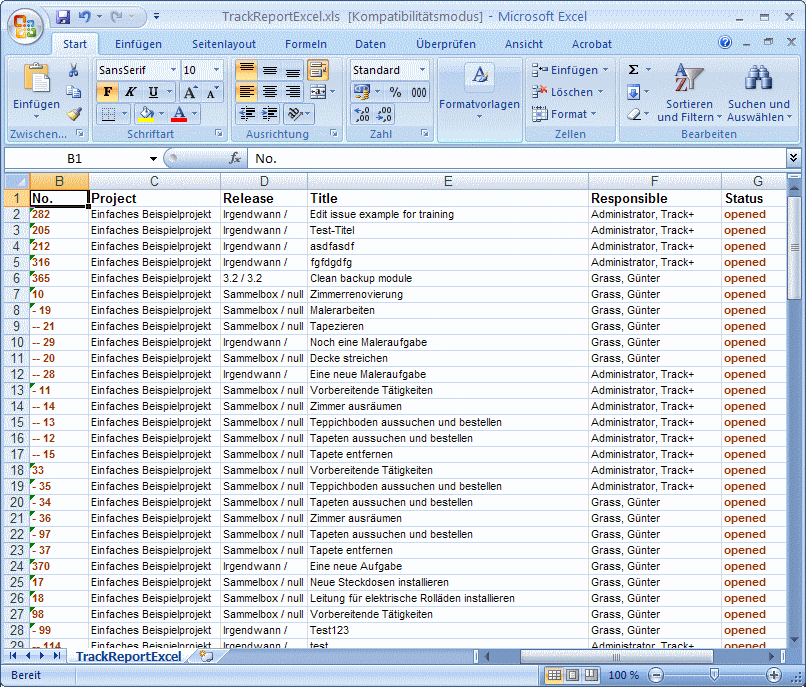 TrackReportExcel.xls [Kompatibilitätsmodus] - Microsoft Excel
Start Einfügen Seitenlayout Formeln Daten Überprüfen Ansicht Acrobat
SansSerif 10 Standard Einfügen Σ
Einfügen F K U A A % 000 Formatvorlagen Löschen Sortieren und Filtern Suchen und Auswählen
A ,00 Format
Zwischen... Schriftart Ausrichtung Zahl Zellen Bearbeiten
B1 fx No.
B C D E F G
1 No. Project Release Title Responsible Status
2 282 Einfaches Beispielprojekt Irgendwann / Edit issue example for training Administrator, Track+ opened
3 205 Einfaches Beispielprojekt Irgendwann / Test-Titel Administrator, Track+ opened
4 212 Einfaches Beispielprojekt Irgendwann / asdfasdf Administrator, Track+ opened
5 316 Einfaches Beispielprojekt Irgendwann / fgfdgdfg Administrator, Track+ opened
6 365 Einfaches Beispielprojekt 3.2 / 3.2 Clean backup module Grass, Günter opened
7 10 Einfaches Beispielprojekt Sammelbox / null Zimmerrenovierung Grass, Günter opened
8 - 19 Einfaches Beispielprojekt Sammelbox / null Malerarbeiten Grass, Günter opened
9 -- 21 Einfaches Beispielprojekt Sammelbox / null Tapezieren Grass, Günter opened
10 -- 29 Einfaches Beispielprojekt Irgendwann / Noch eine Maleraufgabe Grass, Günter opened
11 -- 20 Einfaches Beispielprojekt Sammelbox / null Decke streichen Grass, Günter opened
12 -- 28 Einfaches Beispielprojekt Irgendwann / Eine neue Maleraufgabe Administrator, Track+ opened
13 - 11 Einfaches Beispielprojekt Sammelbox / null Vorbereitende Tätigkeiten Administrator, Track+ opened
14 -- 14 Einfaches Beispielprojekt Sammelbox / null Zimmer ausräumen Administrator, Track+ opened
15 -- 13 Einfaches Beispielprojekt Sammelbox / null Teppichboden aussuchen und bestellen Administrator, Track+ opened
16 -- 12 Einfaches Beispielprojekt Sammelbox / null Tapeten aussuchen und bestellen Administrator, Track+ opened
17 -- 15 Einfaches Beispielprojekt Sammelbox / null Tapete entfernen Administrator, Track+ opened
18 33 Einfaches Beispielprojekt Sammelbox / null Vorbereitende Tätigkeiten Administrator, Track+ opened
19 - 35 Einfaches Beispielprojekt Sammelbox / null Teppichboden aussuchen und bestellen Administrator, Track+ opened
20 - 34 Einfaches Beispielprojekt Sammelbox / null Tapeten aussuchen und bestellen Grass, Günter opened
21 - 36 Einfaches Beispielprojekt Sammelbox / null Zimmer ausräumen Grass, Günter opened
22 - 97 Einfaches Beispielprojekt Sammelbox / null Tapeten aussuchen und bestellen Grass, Günter opened
23 - 37 Einfaches Beispielprojekt Sammelbox / null Tapete entfernen Grass, Günter opened
24 370 Einfaches Beispielprojekt Irgendwann / Eine neue Aufgabe Grass, Günter opened
25 17 Einfaches Beispielprojekt Sammelbox / null Neue Steckdosen installieren Grass, Günter opened
26 18 Einfaches Beispielprojekt Sammelbox / null Leitung für elektrische Rolläden installieren Grass, Günter opened
27 98 Einfaches Beispielprojekt Sammelbox / null Vorbereitende Tätigkeiten Grass, Günter opened
28 - 99 Einfaches Beispielprojekt Irgendwann / Test123 Grass, Günter opened
29 -- 114 Einfaches Beispielprojekt Irgendwann / test Administrator, Track+ opened
TrackReportExcel
Bereit 100 %